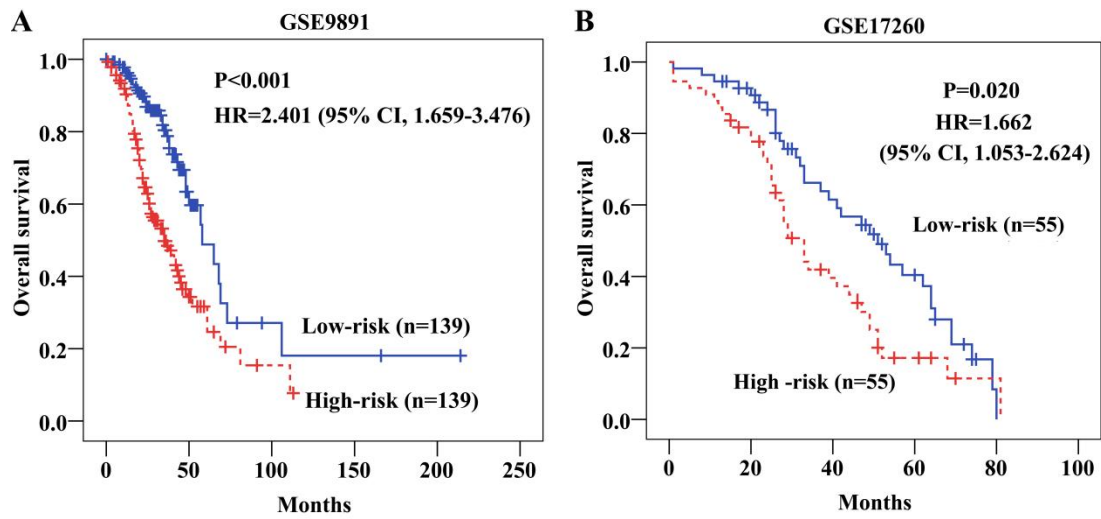 A
GSE9891
P<0.001
HR=2.401 (95% CI, 1.659-3.476)
Overall survival
1.0
0.8
0.6
0.4
0.2
0.0
Low-risk (n=139)
High-risk (n=139)
0 50 100 150 200 250
Months
B
GSE17260
P=0.020
HR=1.662
(95% CI, 1.053-2.624)
Overall survival
1.0
0.8
0.6
0.4
0.2
0.0
Low-risk (n=55)
High -risk (n=55)
0 20 40 60 80 100
Months